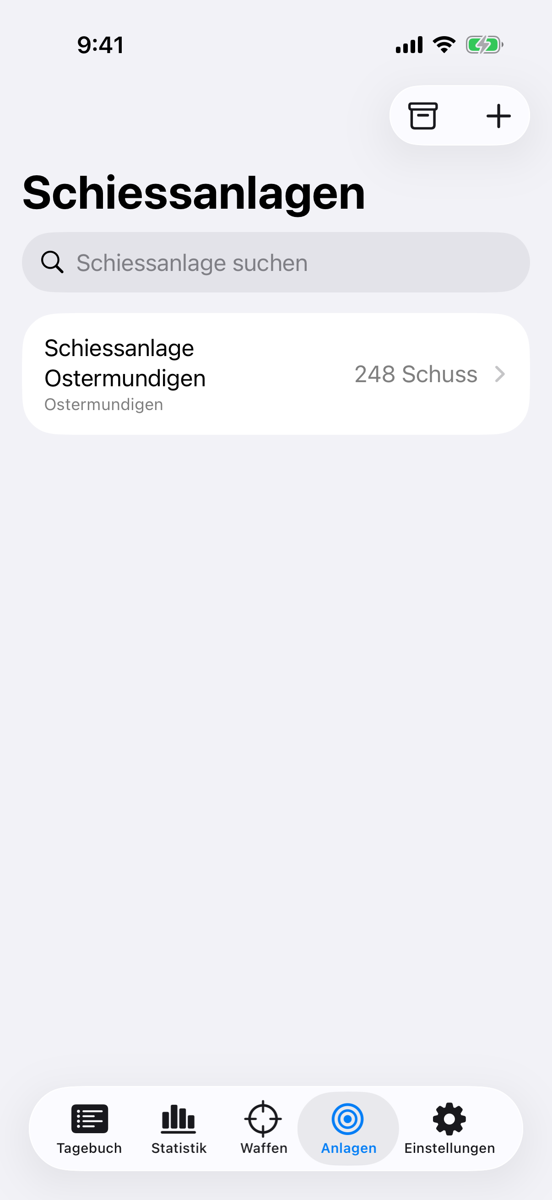 9:41
Schiessanlagen
Schiessanlage suchen
Schiessanlage
Ostermundigen
Ostermundigen
248 Schuss
Tagebuch
Statistik
Waffen
Anlagen
Einstellungen